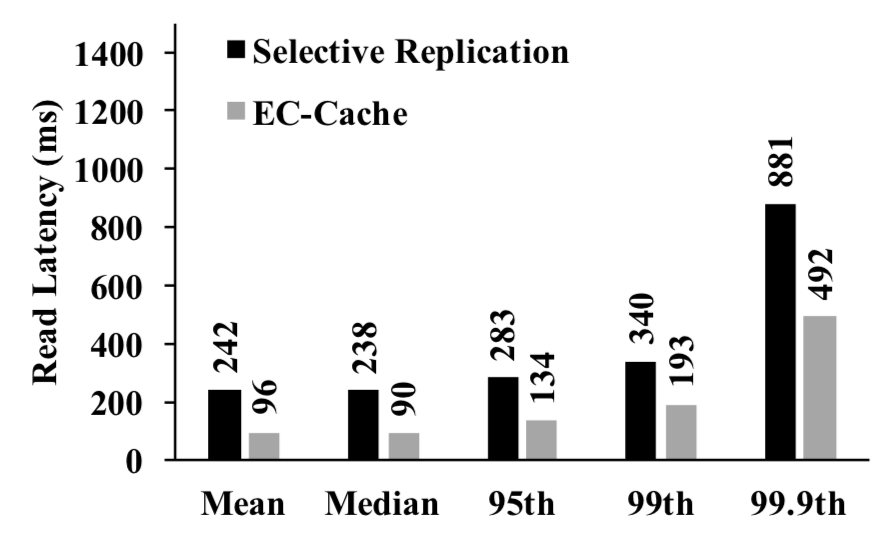 Selective Replication
EC-Cache
Read Latency (ms)
1400
1200
1000
800
600
400
200
0
242
96
238
90
283
134
340
193
881
492
Mean
Median
95th
99th
99.9th